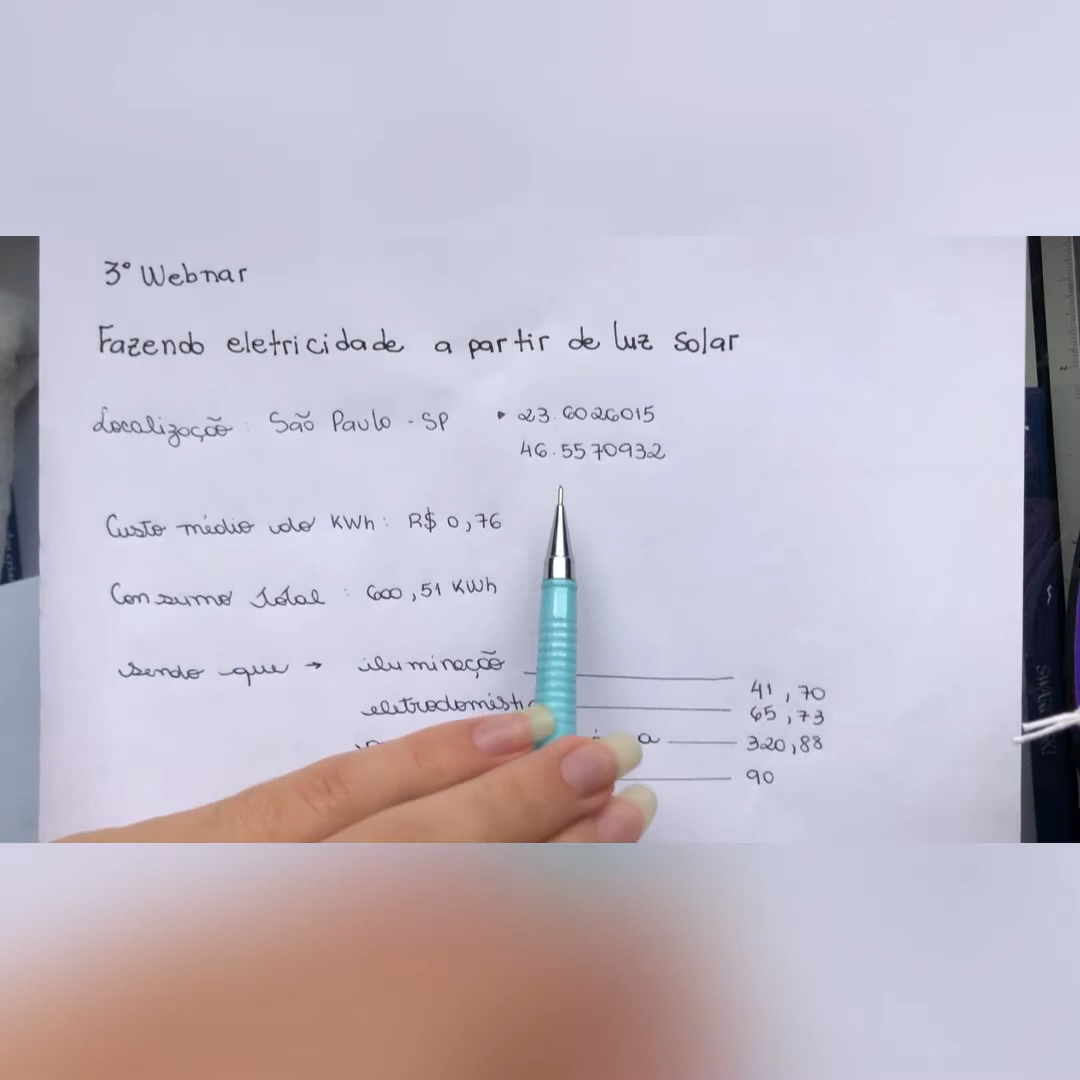 3º Webnar
Fazendo eletricidade a partir de luz solar
Localização: São Paulo - SP • 23.6026015
46.5570932
Custo médio do KWh: R$ 0,76
Consumo total: 600,51 KWh
sendo que → iluminação 41,70
65,73
320,88
90